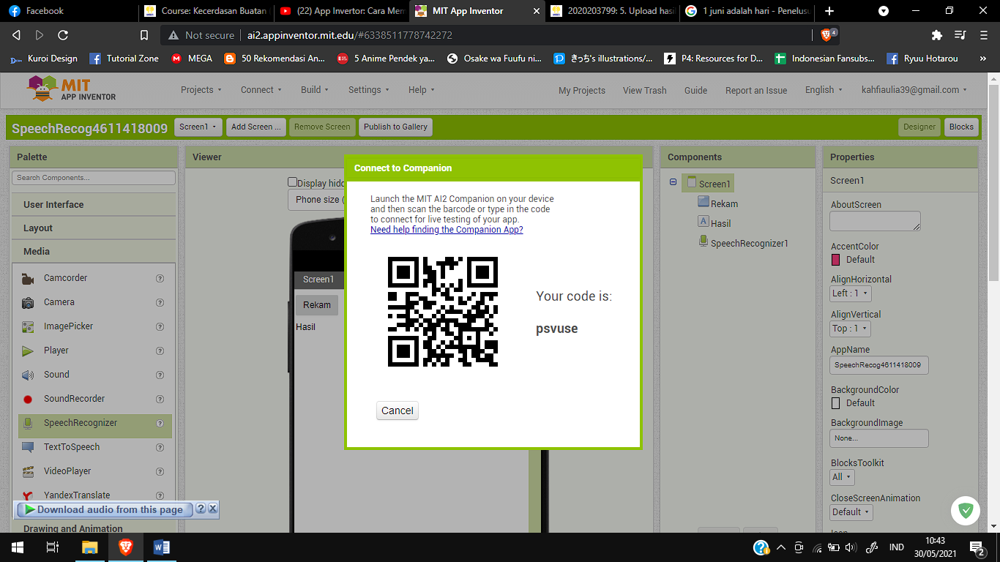 Facebook
Course: Kecerdasan Buatan
(22) App Invertor: Cara Mem
MIT App Inventor
2020203799: 5. Upload hasi
1 juni adalah hari - Penelusu
Not secure
ai2.appinventor.mit.edu/#6338511778742272
4
Kuroi Design
Tutorial Zone
MEGA
50 Rekomendasi An...
5 Anime Pendek ya...
Osake wa Fuufu ni...
きっち's illustrations/...
P4: Resources for D...
Indonesian Fansubs...
Ryuu Hotarou
»
MIT
APP INVENTOR
Projects
Connect
Build
Settings
Help
My Projects
View Trash
Guide
Report an Issue
English
kahfiaulia39@gmail.com
SpeechRecog4611418009
Screen1
Add Screen ...
Remove Screen
Publish to Gallery
Designer
Blocks
Palette
Search Components...
User Interface
Layout
Media
Camcorder
Camera
ImagePicker
Player
Sound
SoundRecorder
SpeechRecognizer
TextToSpeech
VideoPlayer
YandexTranslate
Download audio from this page
Drawing and Animation
Viewer
Display hidd
Phone size (
Screen1
Rekam
Hasil
Connect to Companion
Launch the MIT AI2 Companion on your device
and then scan the barcode or type in the code
to connect for live testing of your app.
Need help finding the Companion App?
Your code is:
psvuse
Cancel
Components
Screen1
Rekam
Hasil
SpeechRecognizer1
Properties
Screen1
AboutScreen
AccentColor
Default
AlignHorizontal
Left : 1
AlignVertical
Top : 1
AppName
SpeechRecog4611418009
BackgroundColor
Default
BackgroundImage
None...
BlocksToolkit
All
CloseScreenAnimation
Default
IND
10:43
30/05/2021
2